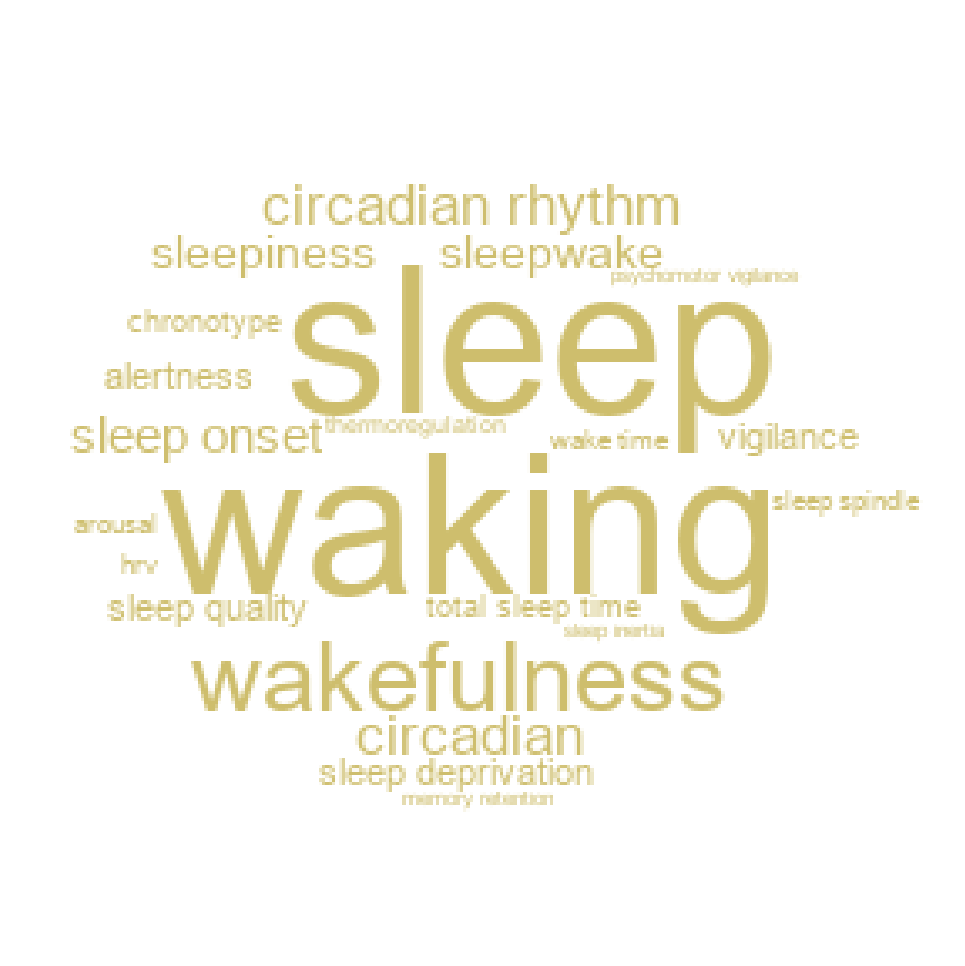 circadian rhythm
sleepiness
sleepwake
psychomotor vigilance
sleep
chronotype
alertness
sleep onset
thermoregulation
wake time
vigilance
waking
sleep spindle
arousal
hrv
sleep quality
total sleep time
sleep inertia
wakefulness
circadian
sleep deprivation
memory retention